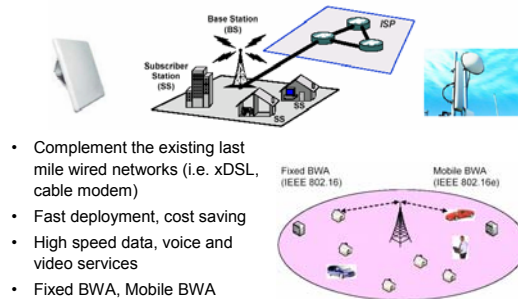 Base Station
(BS)
ISP
Subscriber
Station
(SS)
SS
SS
• Complement the existing last
mile wired networks (i.e. xDSL,
cable modem)
• Fast deployment, cost saving
• High speed data, voice and
video services
• Fixed BWA, Mobile BWA
Fixed BWA
(IEEE 802.16)
Mobile BWA
(IEEE 802.16e)